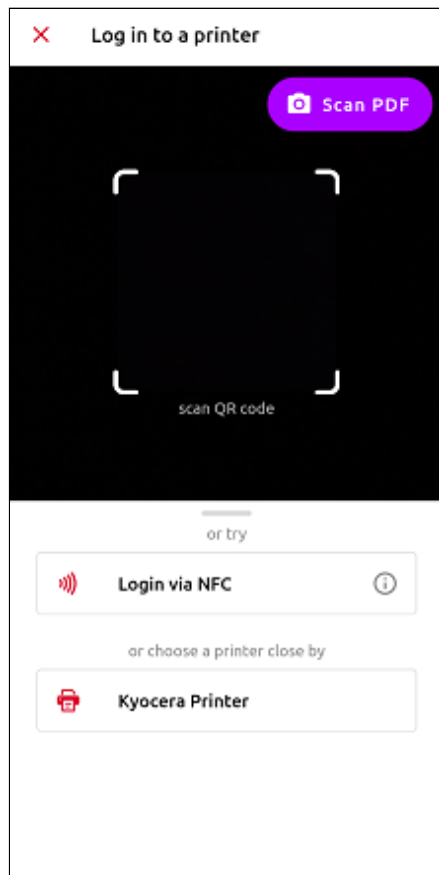 Log in to a printer
Scan PDF
scan QR code
or try
Login via NFC
or choose a printer close by
Kyocera Printer